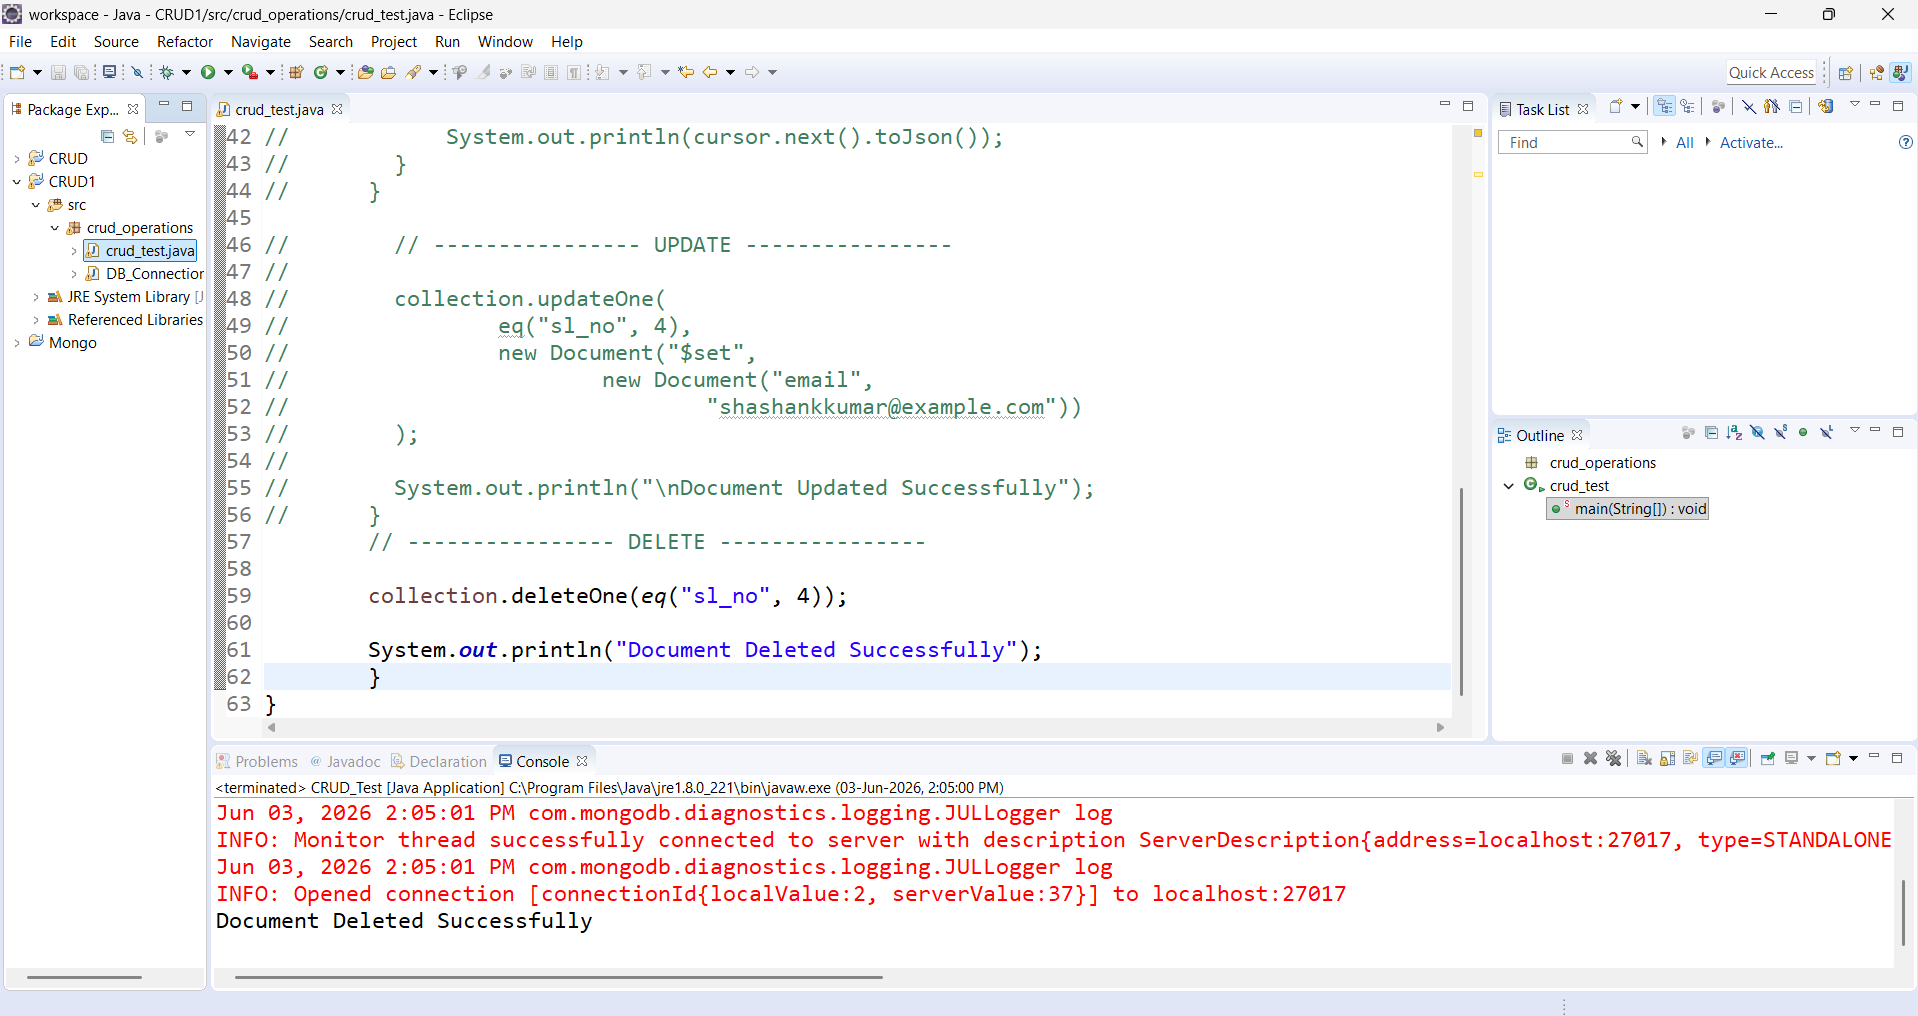 workspace - Java - CRUD1/src/crud_operations/crud_test.java - Eclipse
File Edit Source Refactor Navigate Search Project Run Window Help
Quick Access
Package Exp...
CRUD
CRUD1
src
crud_operations
crud_test.java
DB_Connection
JRE System Library [J
Referenced Libraries
Mongo
crud_test.java
42 //            System.out.println(cursor.next().toJson());
43 //        }
44 //      }
45
46 //        // ---------------- UPDATE ----------------
47 //
48 //        collection.updateOne(
49 //                eq("sl_no", 4),
50 //                new Document("$set",
51 //                        new Document("email",
52 //                                "shashankkumar@example.com"))
53 //        );
54 //
55 //        System.out.println("\nDocument Updated Successfully");
56 //      }
57         // ---------------- DELETE ----------------
58
59         collection.deleteOne(eq("sl_no", 4));
60
61         System.out.println("Document Deleted Successfully");
62         }
63 }
Task List
Find
All
Activate...
Outline
crud_operations
crud_test
S
main(String[]) : void
Problems @ Javadoc Declaration Console
<terminated> CRUD_Test [Java Application] C:\Program Files\Java\jre1.8.0_221\bin\javaw.exe (03-Jun-2026, 2:05:00 PM)
Jun 03, 2026 2:05:01 PM com.mongodb.diagnostics.logging.JULLogger log
INFO: Monitor thread successfully connected to server with description ServerDescription{address=localhost:27017, type=STANDALONE
Jun 03, 2026 2:05:01 PM com.mongodb.diagnostics.logging.JULLogger log
INFO: Opened connection [connectionId{localValue:2, serverValue:37}] to localhost:27017
Document Deleted Successfully